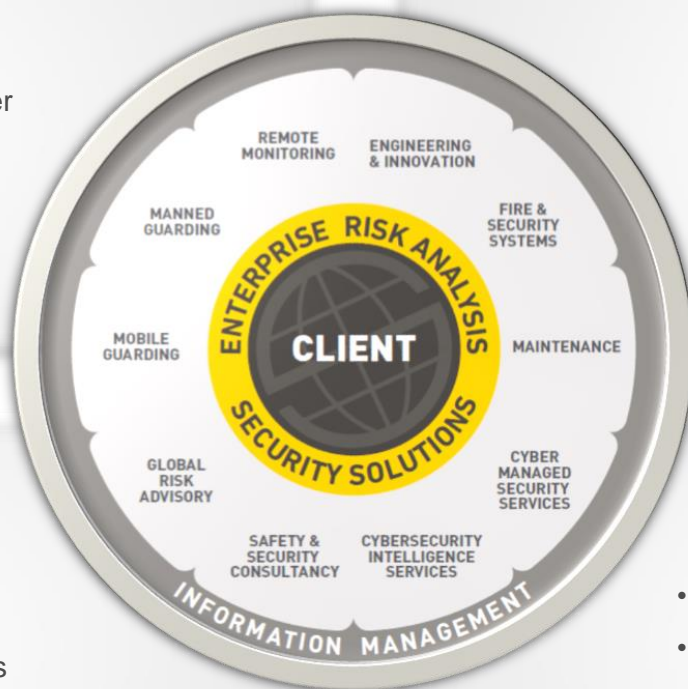 REMOTE
MONITORING
ENGINEERING
& INNOVATION
MANNED
GUARDING
FIRE &
SECURITY
SYSTEMS
ENTERPRISE RISK ANALYSIS
CLIENT
SECURITY SOLUTIONS
MOBILE
GUARDING
MAINTENANCE
GLOBAL
RISK
ADVISORY
CYBER
MANAGED
SECURITY
SERVICES
SAFETY &
SECURITY
CONSULTANCY
CYBERSECURITY
INTELLIGENCE
SERVICES
INFORMATION MANAGEMENT